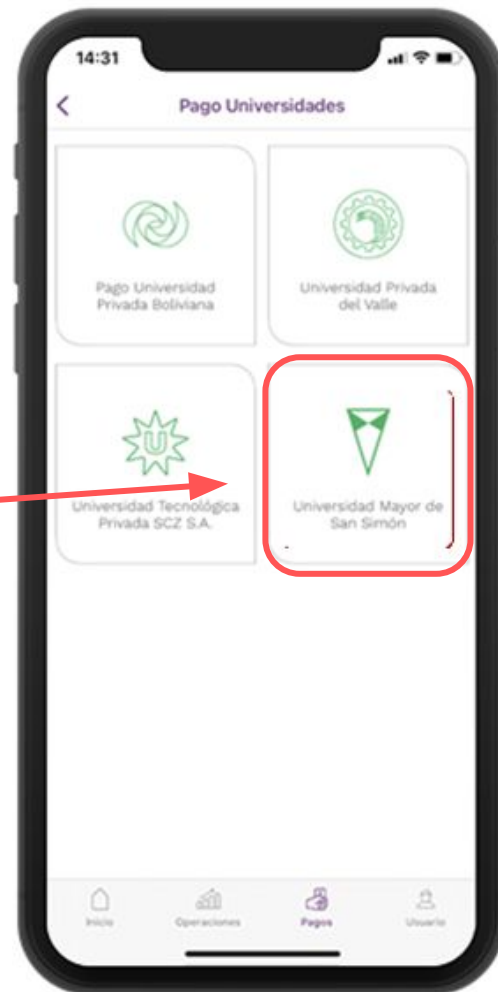 14:31
Pago Universidades
Pago Universidad
Privada Boliviana
Universidad Privada
del Valle
U
Universidad Tecnológica
Privada SCZ S.A.
Universidad Mayor de
San Simón
Inicio
Operaciones
Pagos
Usuario